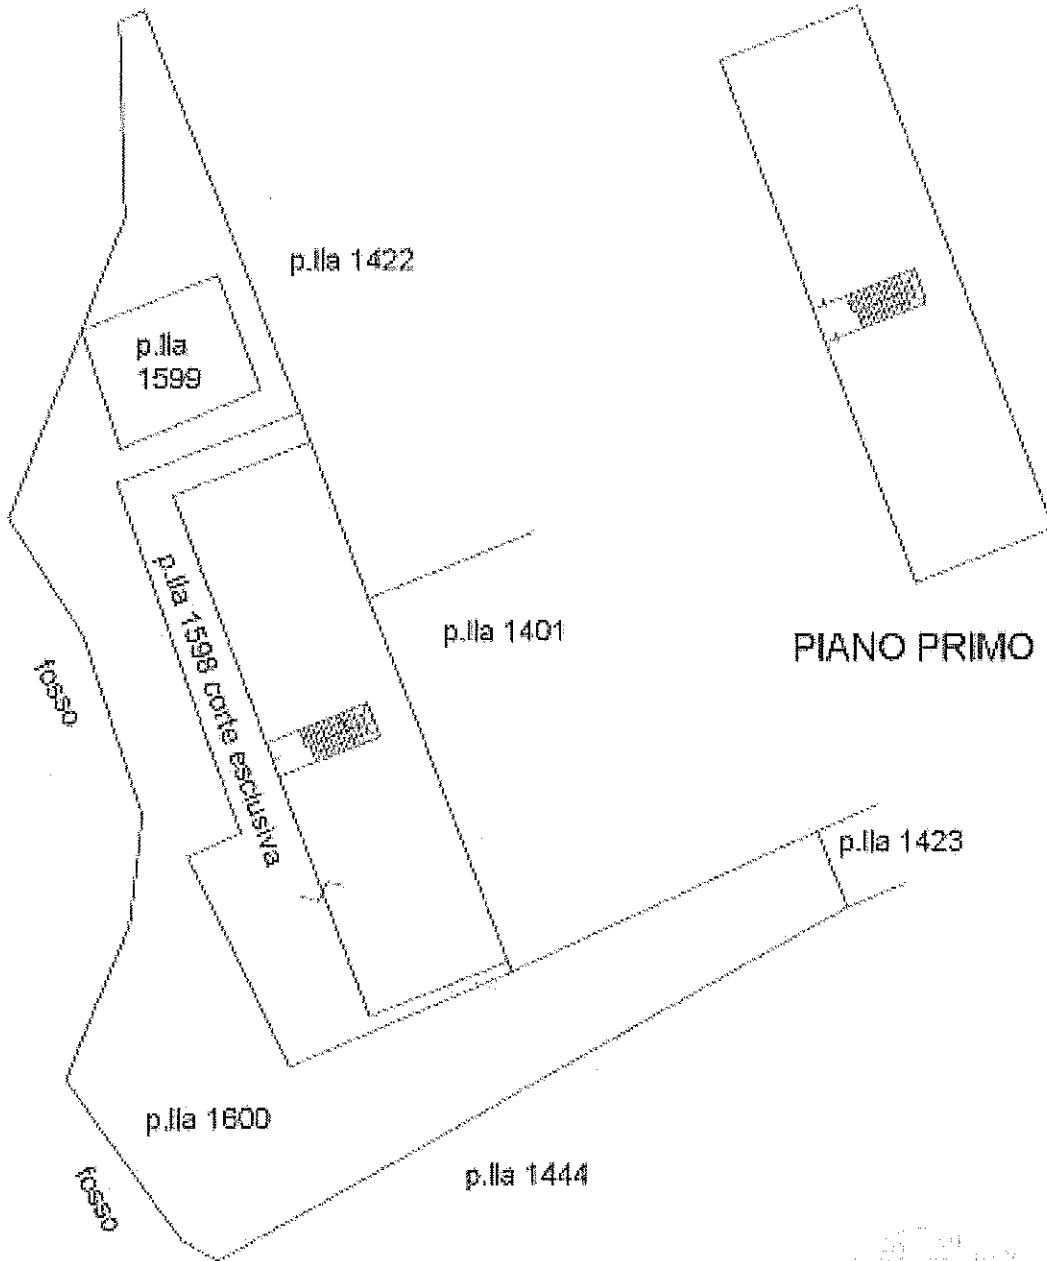 p.lla 1422
p.lla
1599
p.lla 1598 corte esclusiva
p.lla 1401
PIANO PRIMO
fosso
p.lla 1423
p.lla 1600
p.lla 1444
fosso